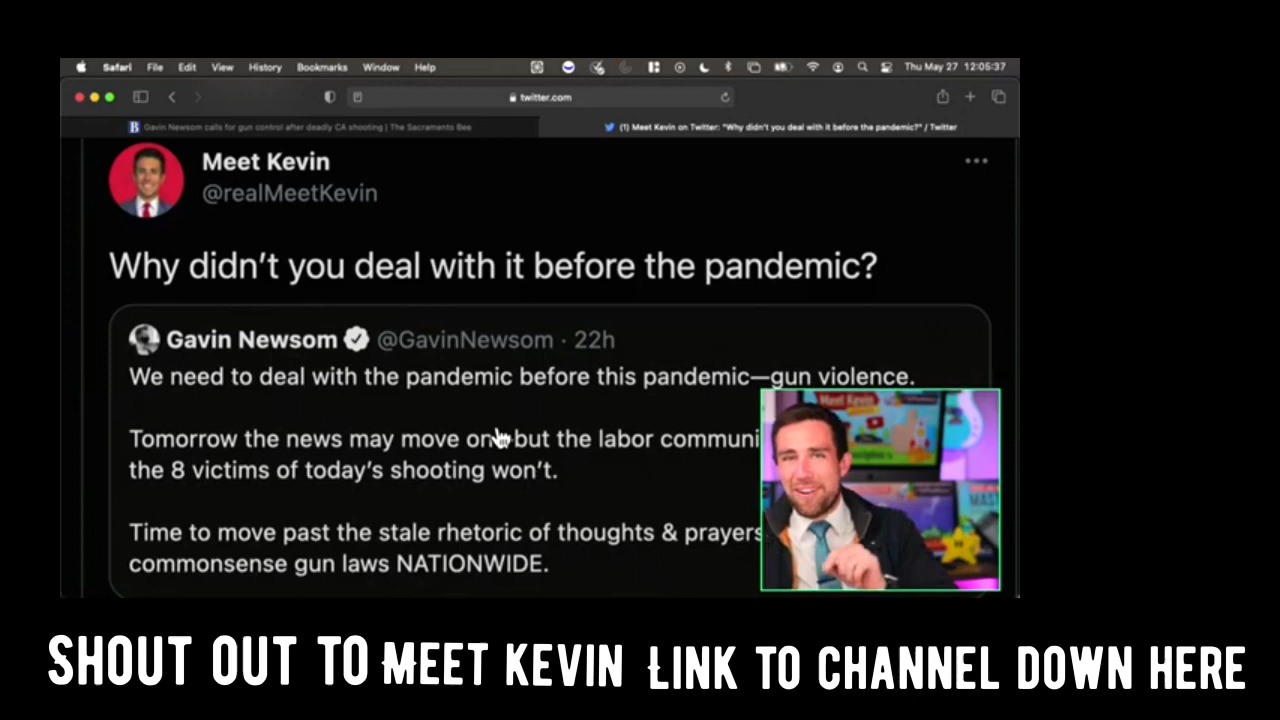 Safari File Edit View History Bookmarks Window Help Thu May 27 12:05:37
twitter.com
Gavin Newsom calls for gun control after deadly CA shooting | The Sacramento Bee
(1) Meet Kevin on Twitter: "Why didn't you deal with it before the pandemic?" / Twitter
Meet Kevin
@realMeetKevin
Why didn't you deal with it before the pandemic?
Gavin Newsom @GavinNewsom · 22h
We need to deal with the pandemic before this pandemic—gun violence.
Tomorrow the news may move on, but the labor communi
the 8 victims of today's shooting won't.
Time to move past the stale rhetoric of thoughts & prayers
commonsense gun laws NATIONWIDE.
Meet Kevin
SHOUT OUT TO MEET KEVIN LINK TO CHANNEL DOWN HERE